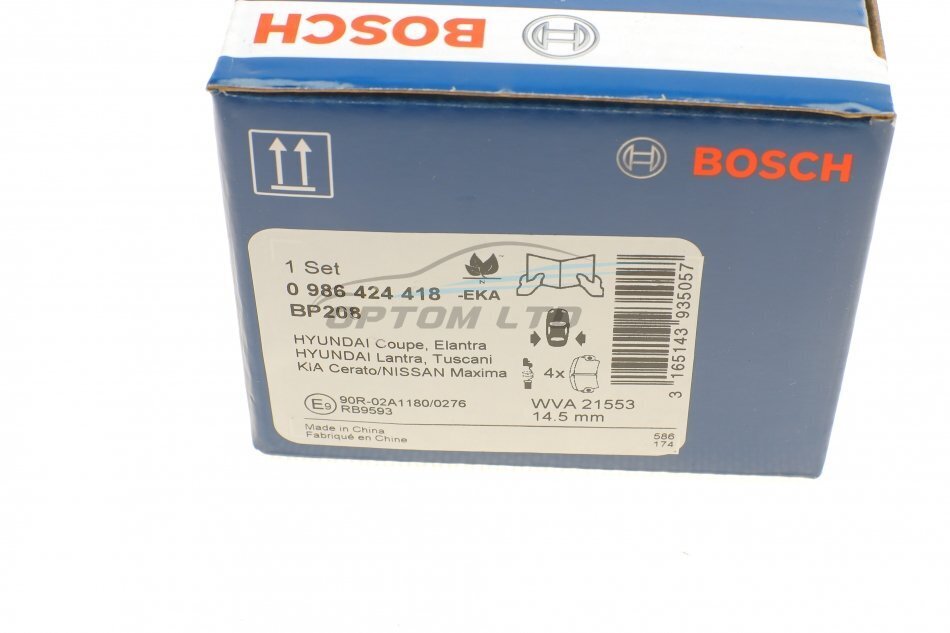 BOSCH
BOSCH
1 Set
0 986 424 418 -EKA
BP208
OPTOM LTD
HYUNDAI Coupe, Elantra
HYUNDAI Lantra, Tuscani
KIA Cerato/NISSAN Maxima
4x
E9 90R-02A1180/0276
RB9593
WVA 21553
14.5 mm
Made in China
Fabriqué en Chine
586
174
3 165143 935057
N